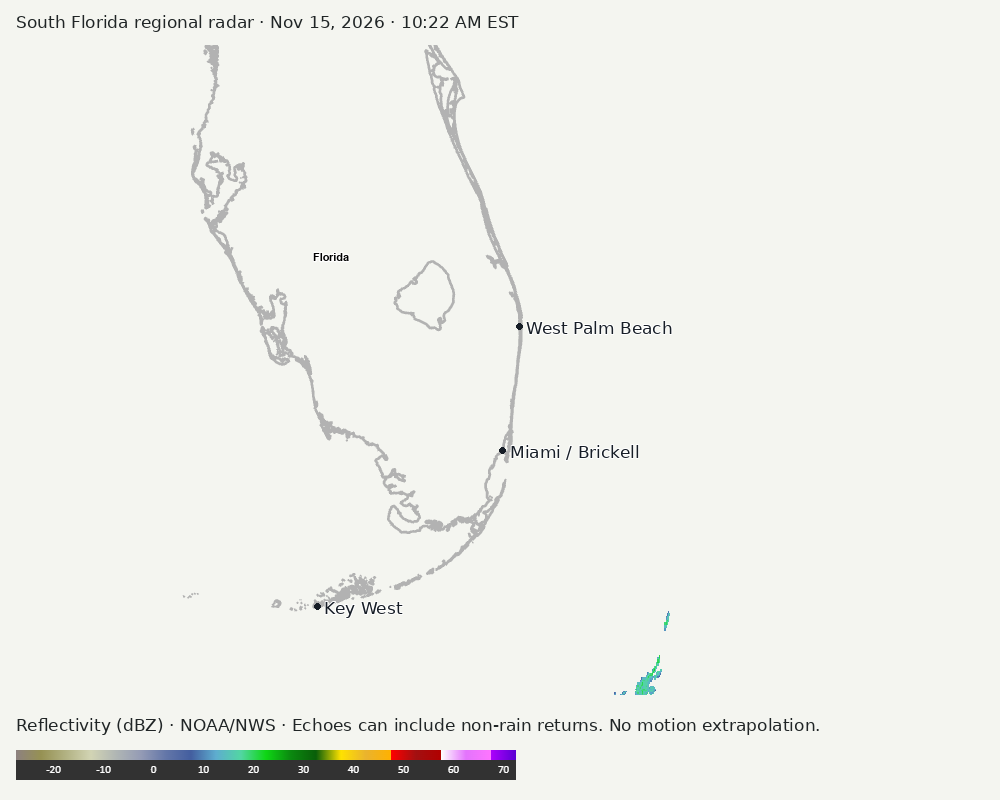 South Florida regional radar · Nov 15, 2026 · 10:22 AM EST
Florida
West Palm Beach
Miami / Brickell
Key West
Reflectivity (dBZ) · NOAA/NWS · Echoes can include non-rain returns. No motion extrapolation.
-20 -10 0 10 20 30 40 50 60 70